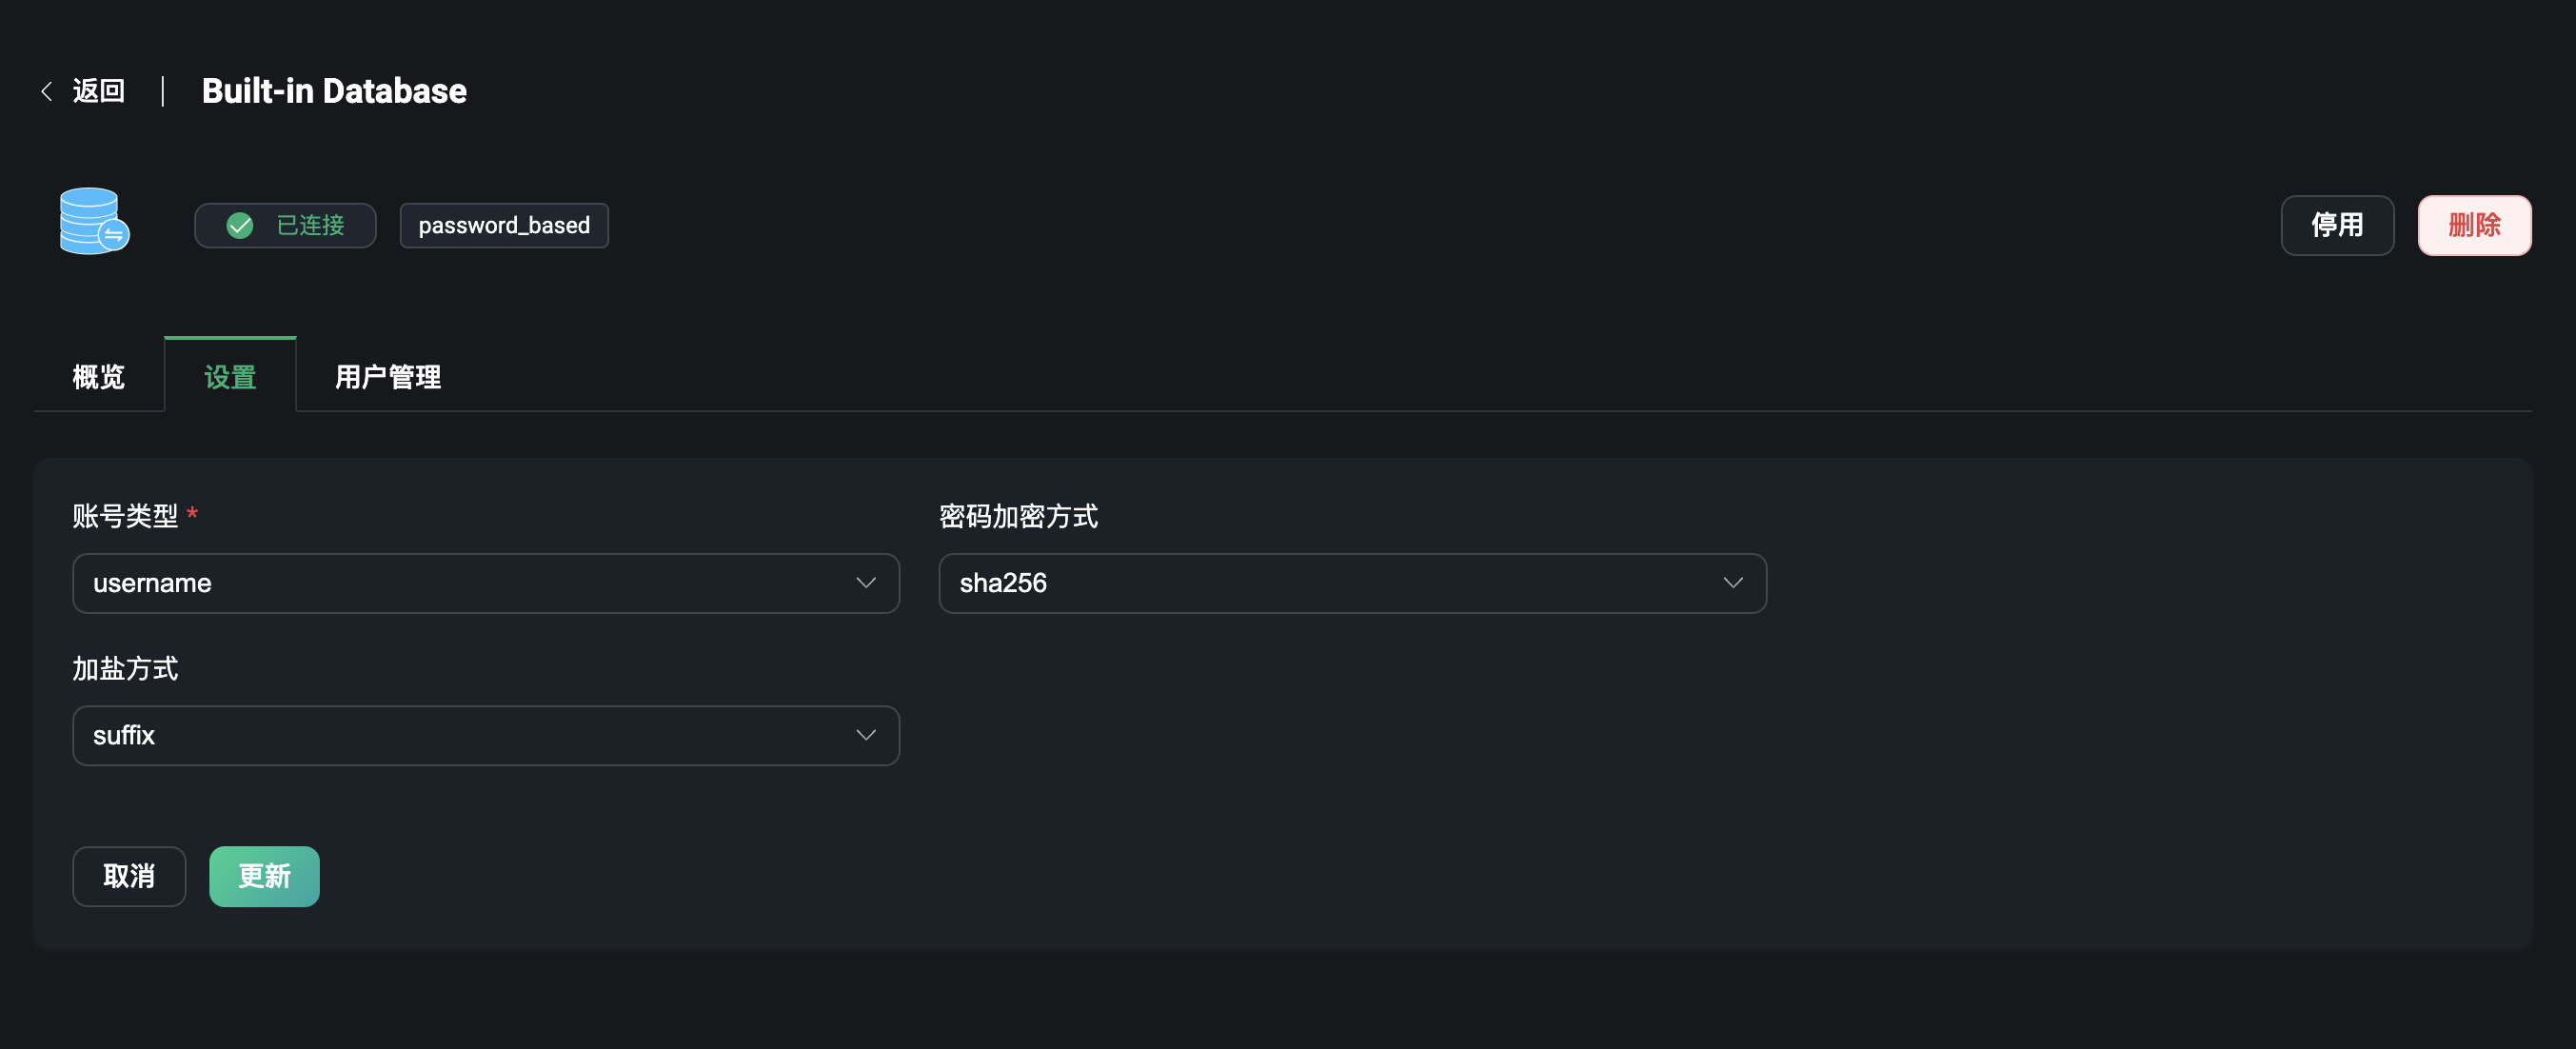 返回
Built-in Database
已连接
password_based
停用
删除
概览
设置
用户管理
账号类型 *
密码加密方式
username
sha256
加盐方式
suffix
取消
更新